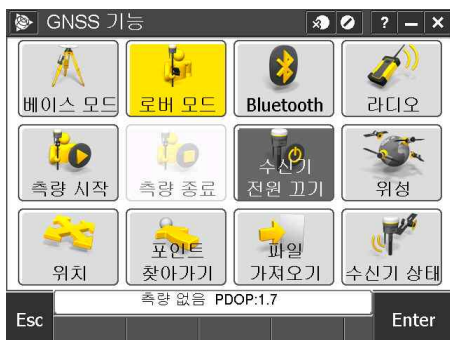 GNSS 기능
? – ×
베이스 모드
로버 모드
Bluetooth
라디오
측량 시작
측량 종료
수신기
전원 끄기
위성
위치
포인트
찾아가기
파일
가져오기
수신기 상태
측량 없음 PDOP:1.7
Esc
Enter